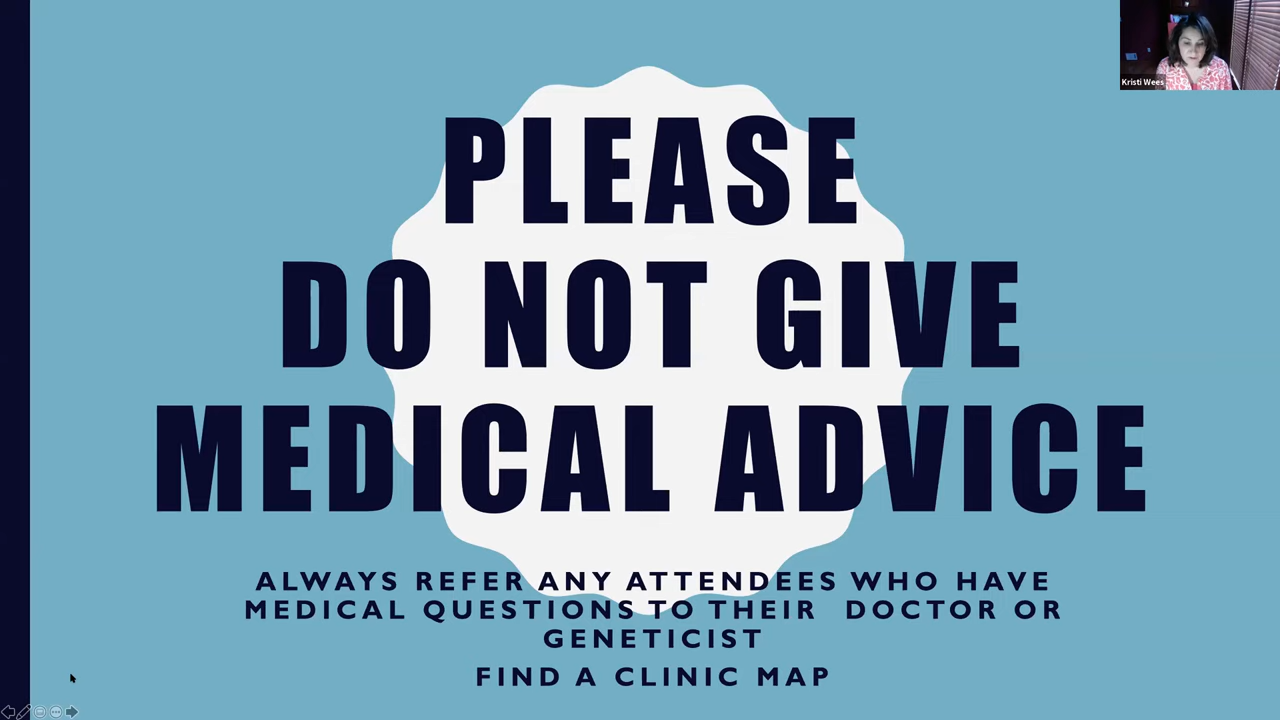 Kristi Wees
PLEASE
DO NOT GIVE
MEDICAL ADVICE
ALWAYS REFER ANY ATTENDEES WHO HAVE
MEDICAL QUESTIONS TO THEIR DOCTOR OR
GENETICIST
FIND A CLINIC MAP